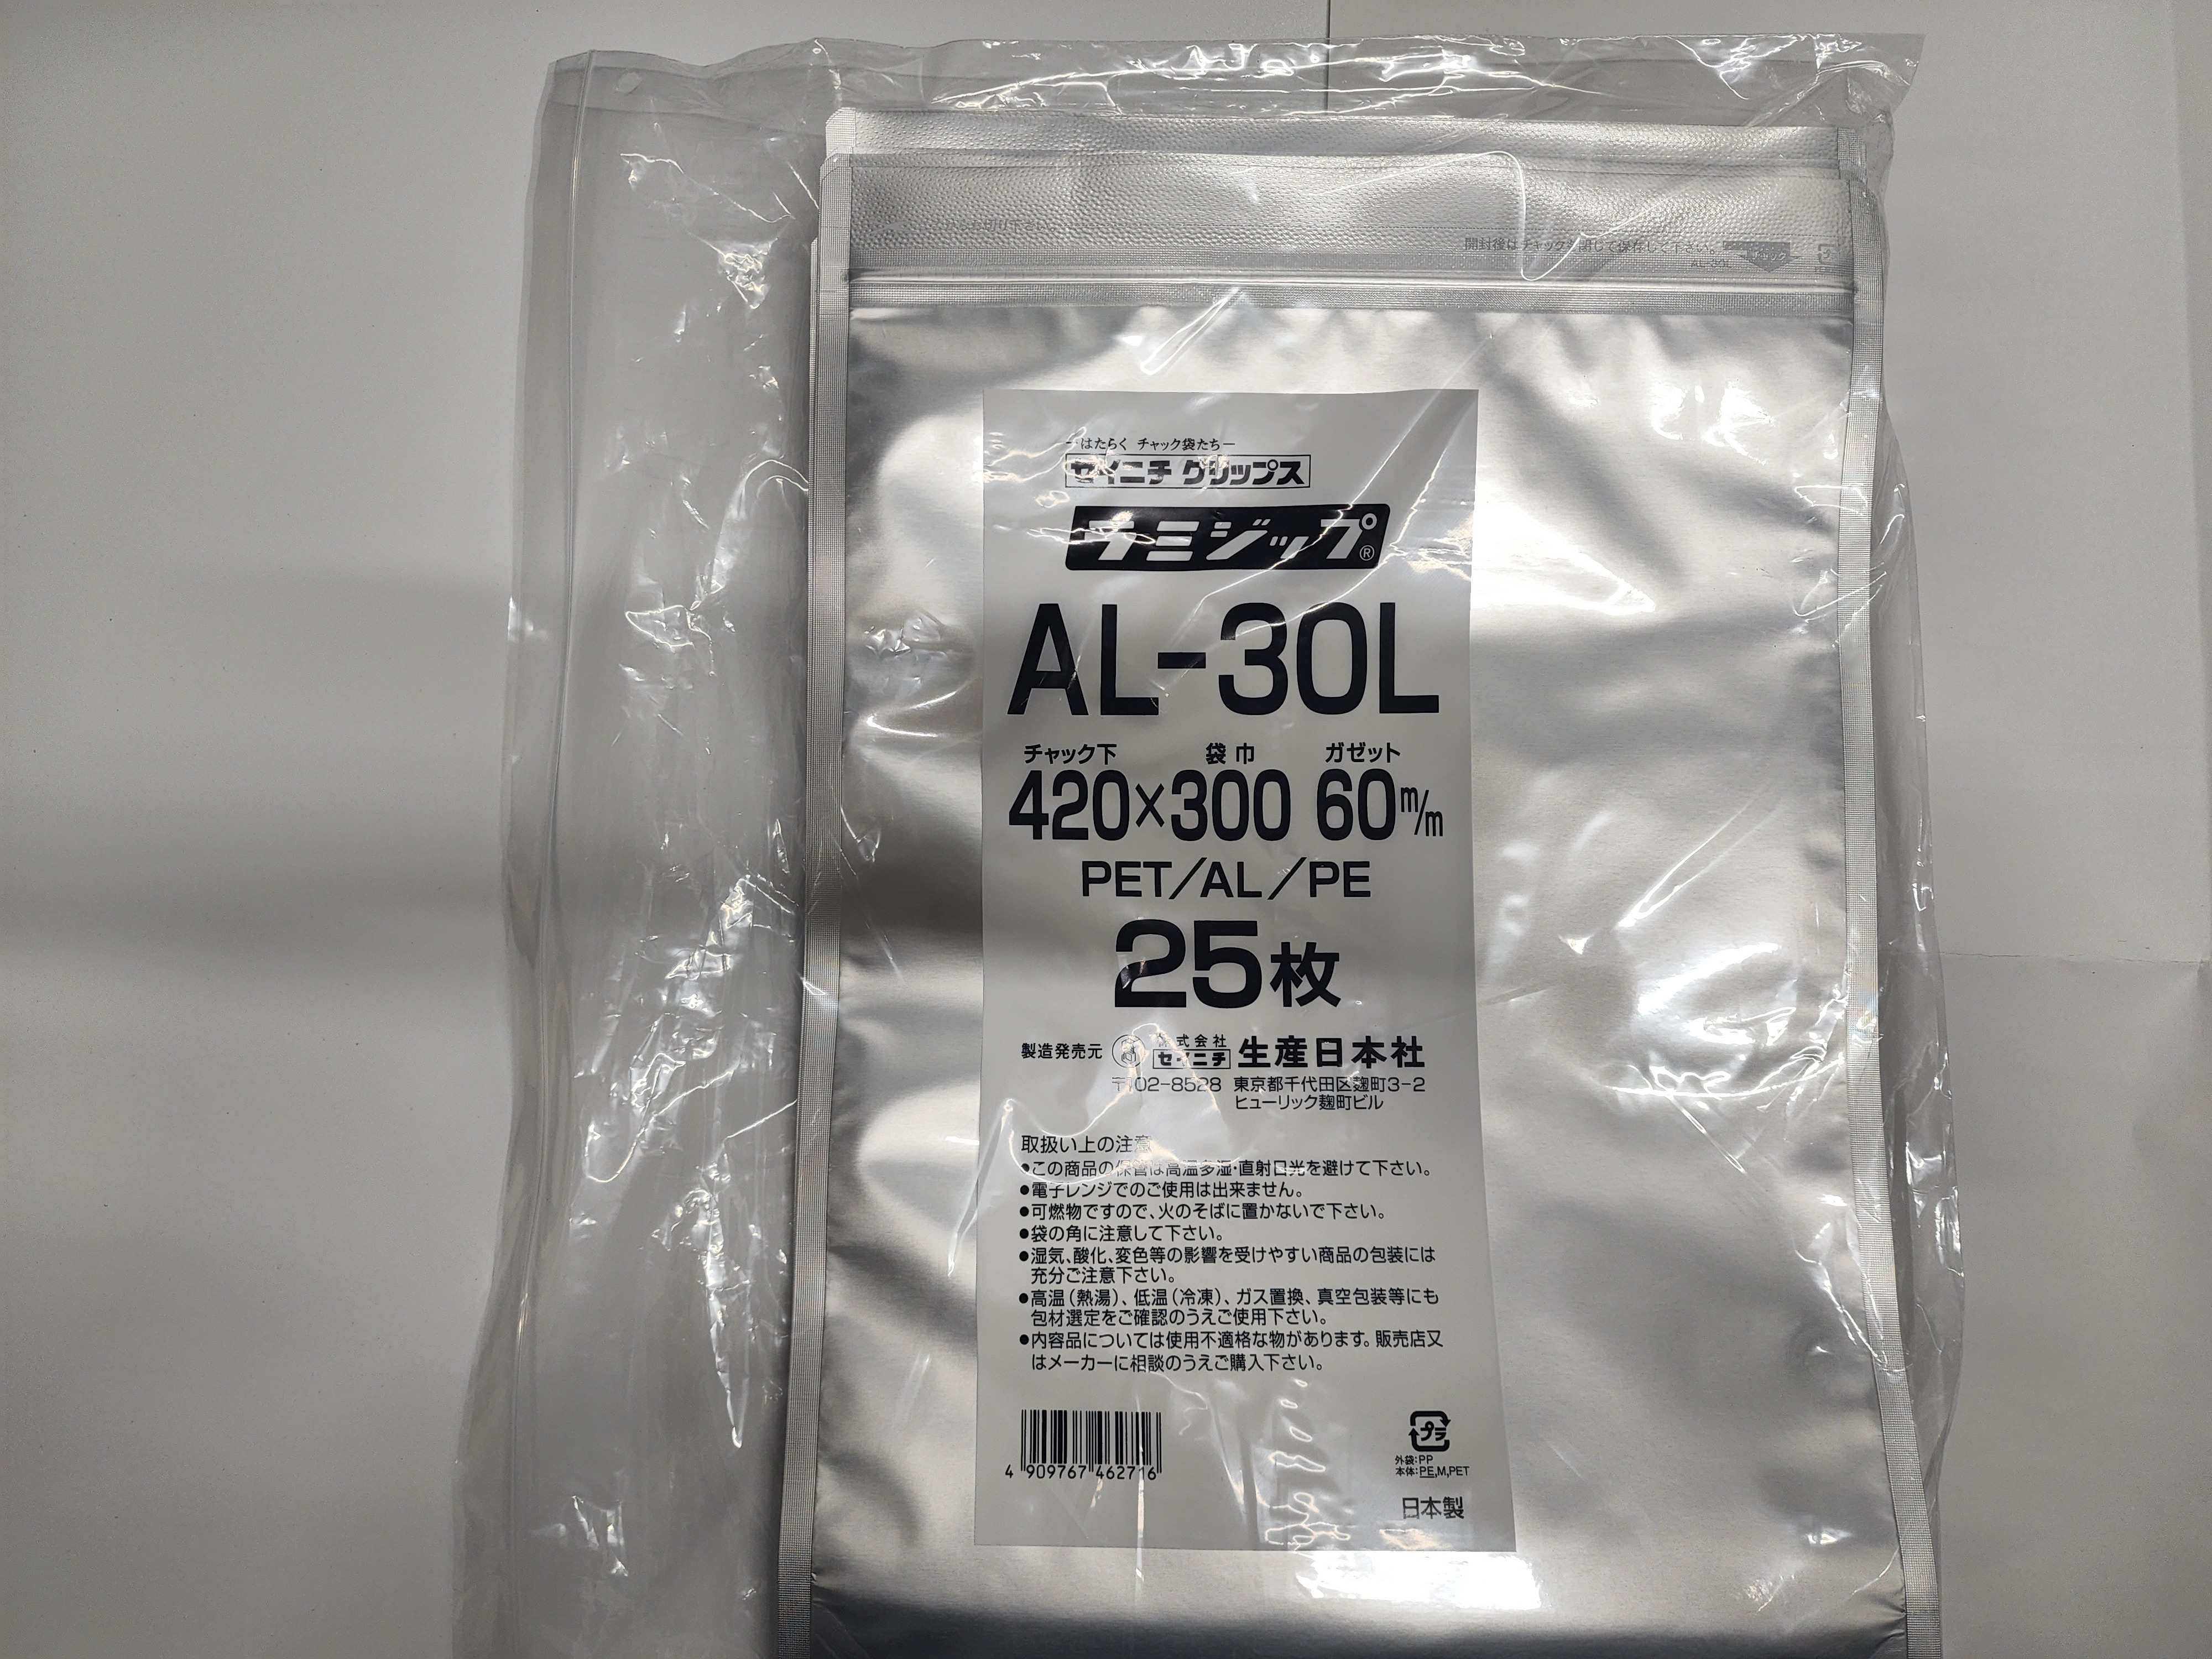 からお切り下さい。
開封後はチャックを閉じて保存して下さい。
チャック
AL-30L
－はたらく チャック袋たち－
セイニチ グリップス
ラミジップ®
AL-30L
チャック下 袋巾 ガゼット
420×300 60m/m
PET/AL/PE
25枚
製造発売元 株式会社 セイニチ 生産日本社
〒102-8528 東京都千代田区麹町3-2
ヒューリック麹町ビル
取扱い上の注意
●この商品の保管は高温多湿・直射日光を避けて下さい。
●電子レンジでのご使用は出来ません。
●可燃物ですので、火のそばに置かないで下さい。
●袋の角に注意して下さい。
●湿気、酸化、変色等の影響を受けやすい商品の包装には
充分ご注意下さい。
●高温(熱湯)、低温(冷凍)、ガス置換、真空包装等にも
包材選定をご確認のうえご使用下さい。
●内容品については使用不適格な物があります。販売店又
はメーカーに相談のうえご購入下さい。
4 909767 462716
プラ
外袋:PP
本体:PE,M,PET
日本製